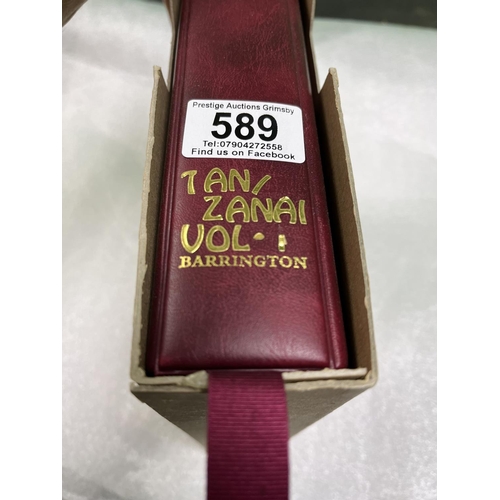 Prestige Auctions Grimsby
589
Tel:07904272558
Find us on Facebook
TAN/
ZANAI
VOL. 1
BARRINGTON